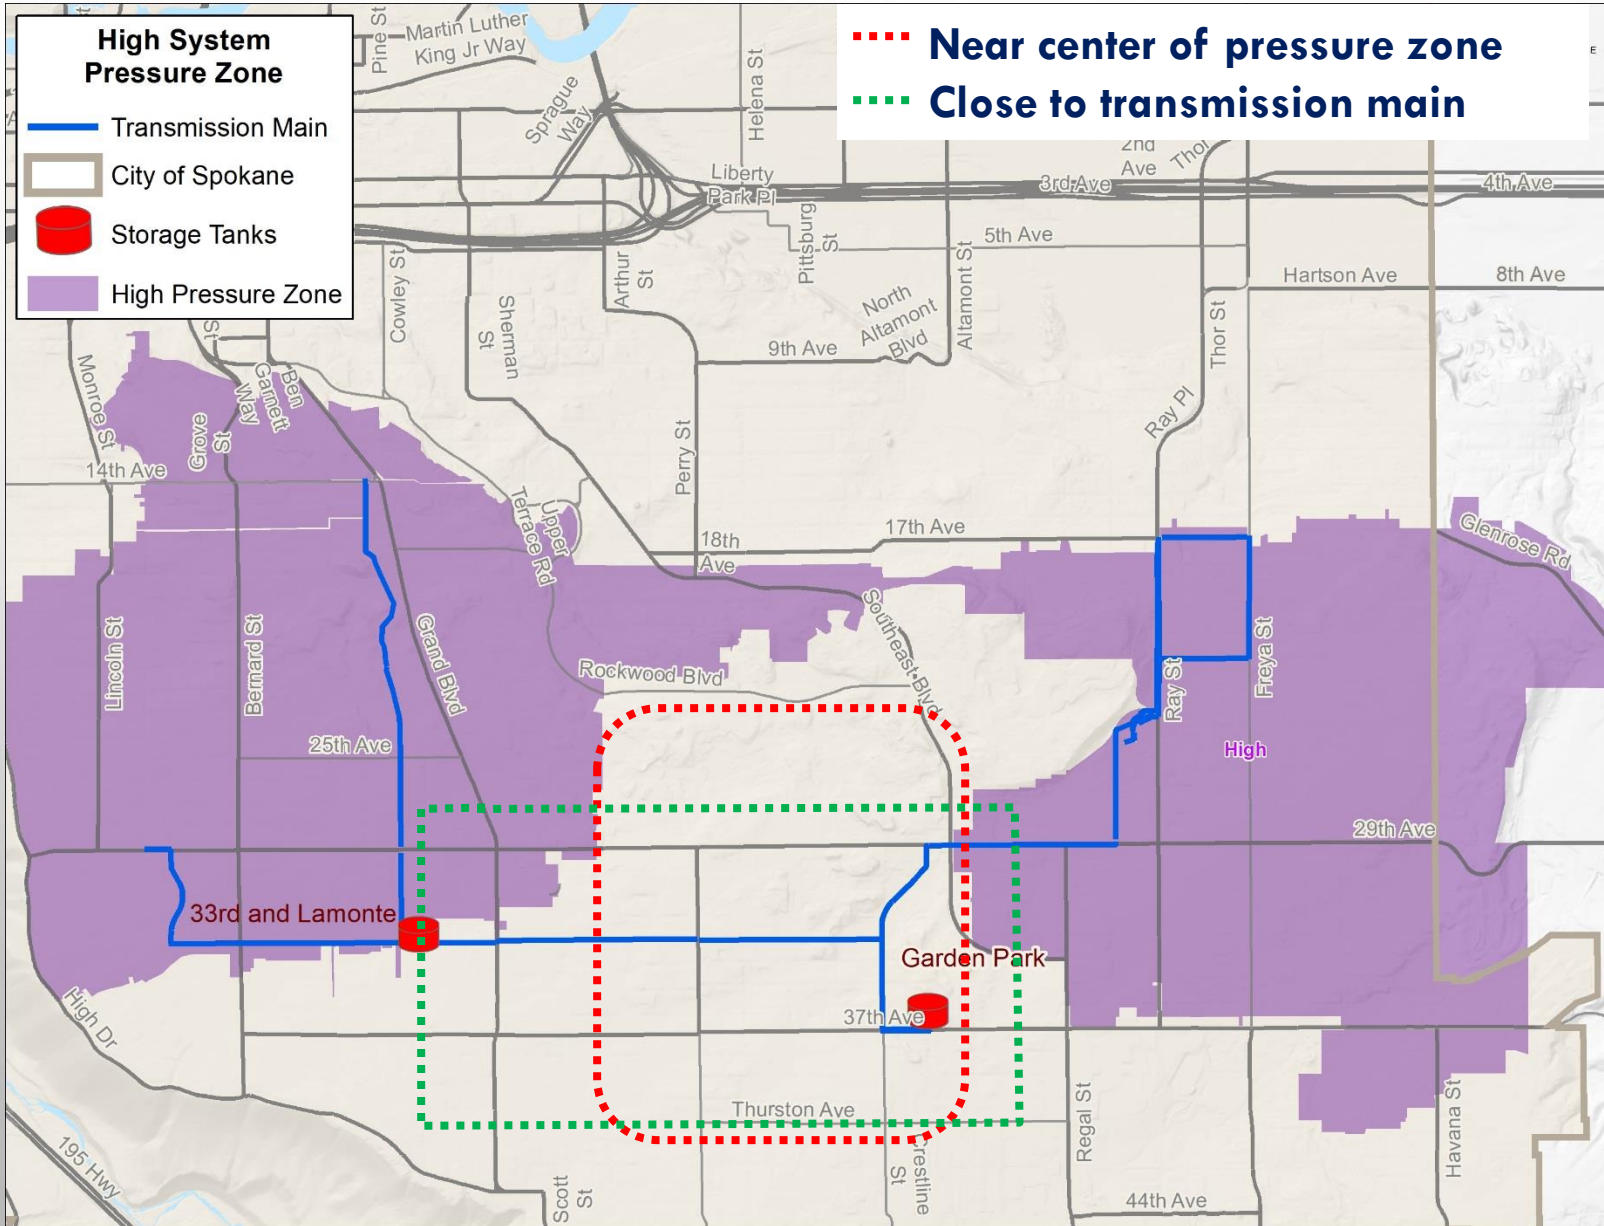 High System
Pressure Zone
Transmission Main
City of Spokane
Storage Tanks
High Pressure Zone
Near center of pressure zone
Close to transmission main
E
Pine St
Martin Luther
King Jr Way
Sprague
Way
Helena St
Liberty
Park Pl
2nd
Ave
Thor
3rd Ave
4th Ave
Pittsburg
St
5th Ave
Cowley St
Arthur
St
Altamont St
Hartson Ave
8th Ave
Sherman
St
North
Altamont
Blvd
9th Ave
Thor St
St
Monroe St
Ben
Garnett
Way
Grove
St
Ray Pl
Perry St
14th Ave
Upper
Terrace Rd
18th
Ave
17th Ave
Glenrose Rd
Lincoln St
Bernard St
Grand Blvd
Southeast Blvd
Rockwood Blvd
Ray St
Freya St
25th Ave
High
29th Ave
33rd and Lamonte
Garden Park
37th Ave
High Dr
Thurston Ave
Regal St
Havana St
195 Hwy
Scott
St
Crestline
St
44th Ave